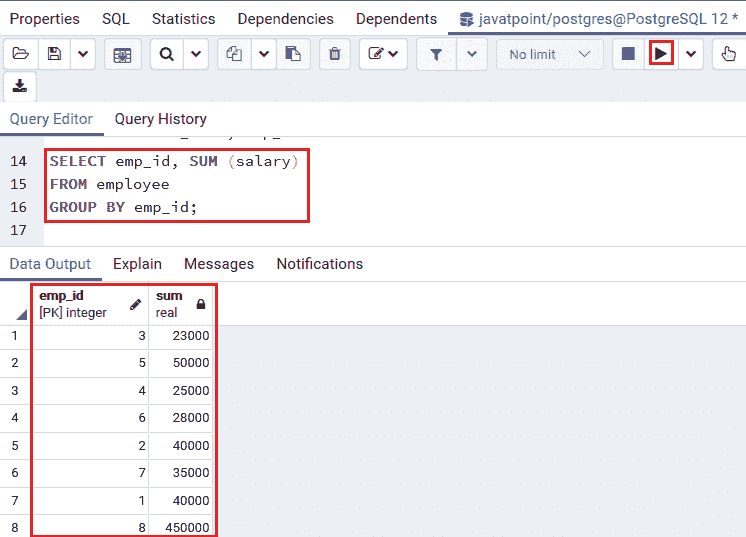 Properties SQL Statistics Dependencies Dependents javatpoint/postgres@PostgreSQL 12 *
No limit
Query Editor Query History
14 SELECT emp_id, SUM (salary)
15 FROM employee
16 GROUP BY emp_id;
17
Data Output Explain Messages Notifications
emp_id sum
[PK] integer real
1 3 23000
2 5 50000
3 4 25000
4 6 28000
5 2 40000
6 7 35000
7 1 40000
8 8 450000